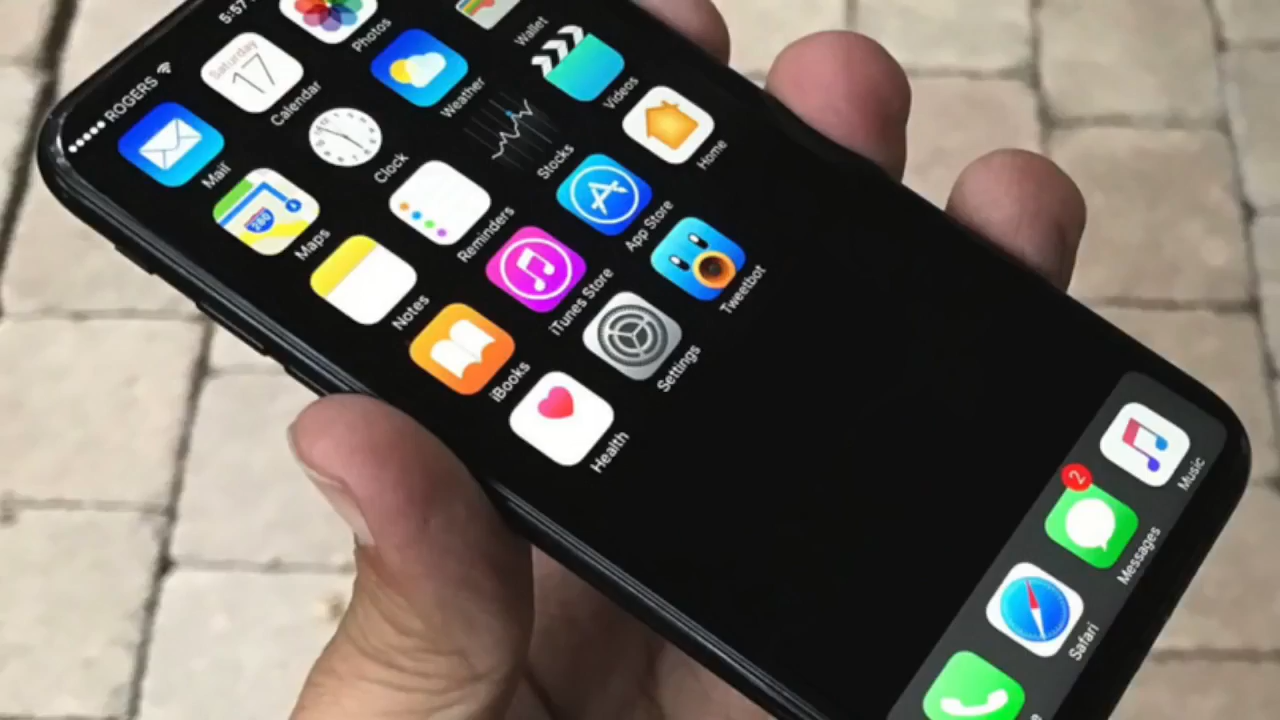 ROGERS
5:57
Mail
Calendar
Saturday
17
Photos
Maps
280
Clock
Weather
Wallet
Notes
Reminders
Stocks
Videos
iBooks
iTunes Store
App Store
Home
Health
Settings
Tweetbot
Safari
Messages
2
Music